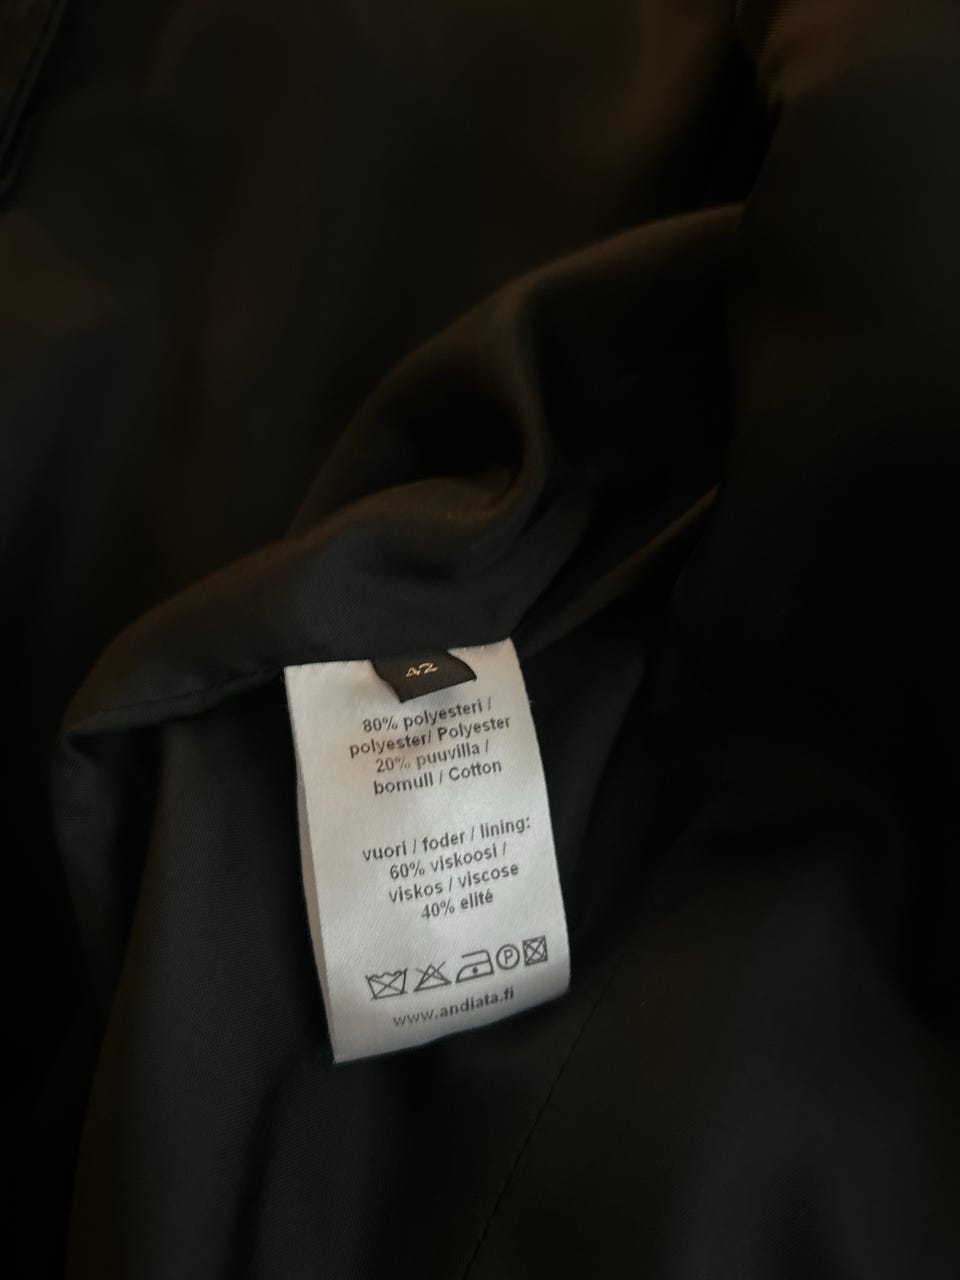 42
80% polyesteri /
polyester/ Polyester
20% puuvilla /
bomull / Cotton
vuori / foder / lining:
60% viskoosi /
viskos / viscose
40% elité
P
www.andiata.fi